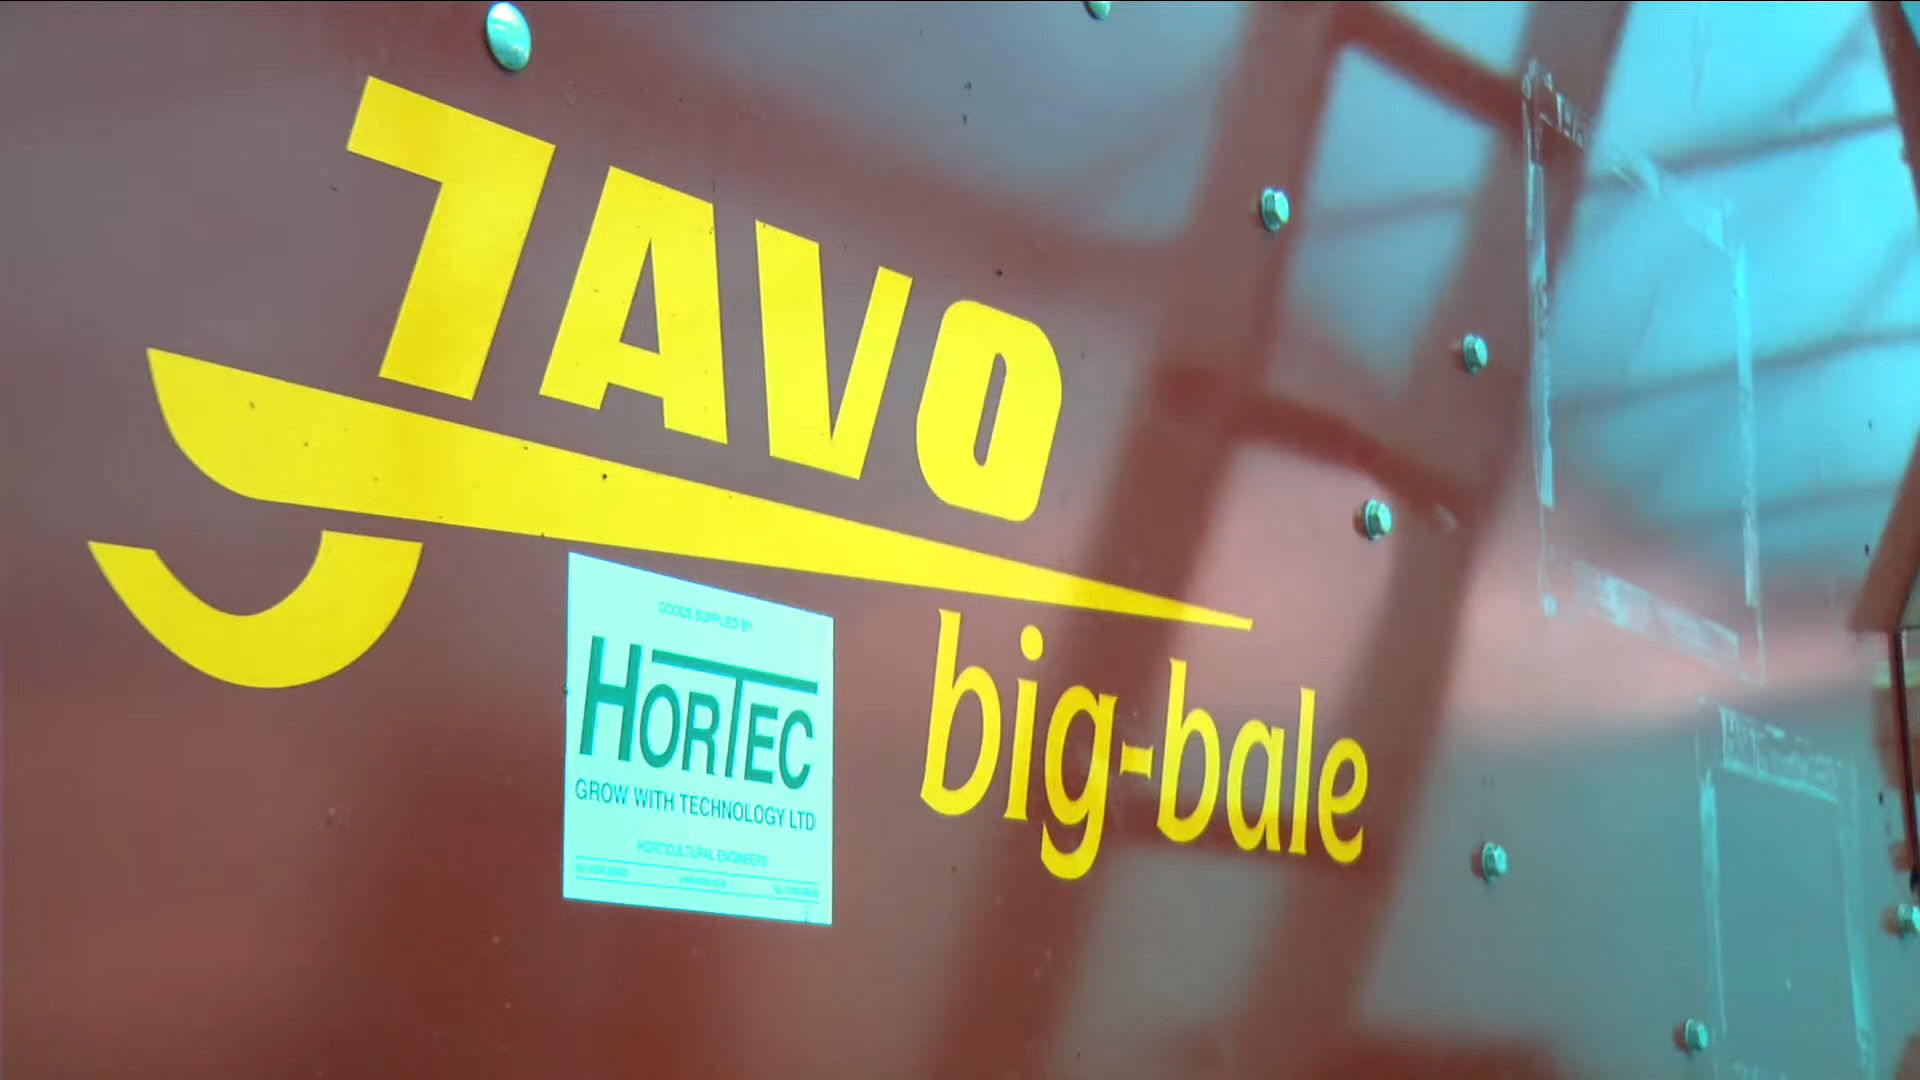 JAVO
big-bale
GOODS SUPPLIED BY
HORTEC
GROW WITH TECHNOLOGY LTD
HORTICULTURAL ENGINEERS